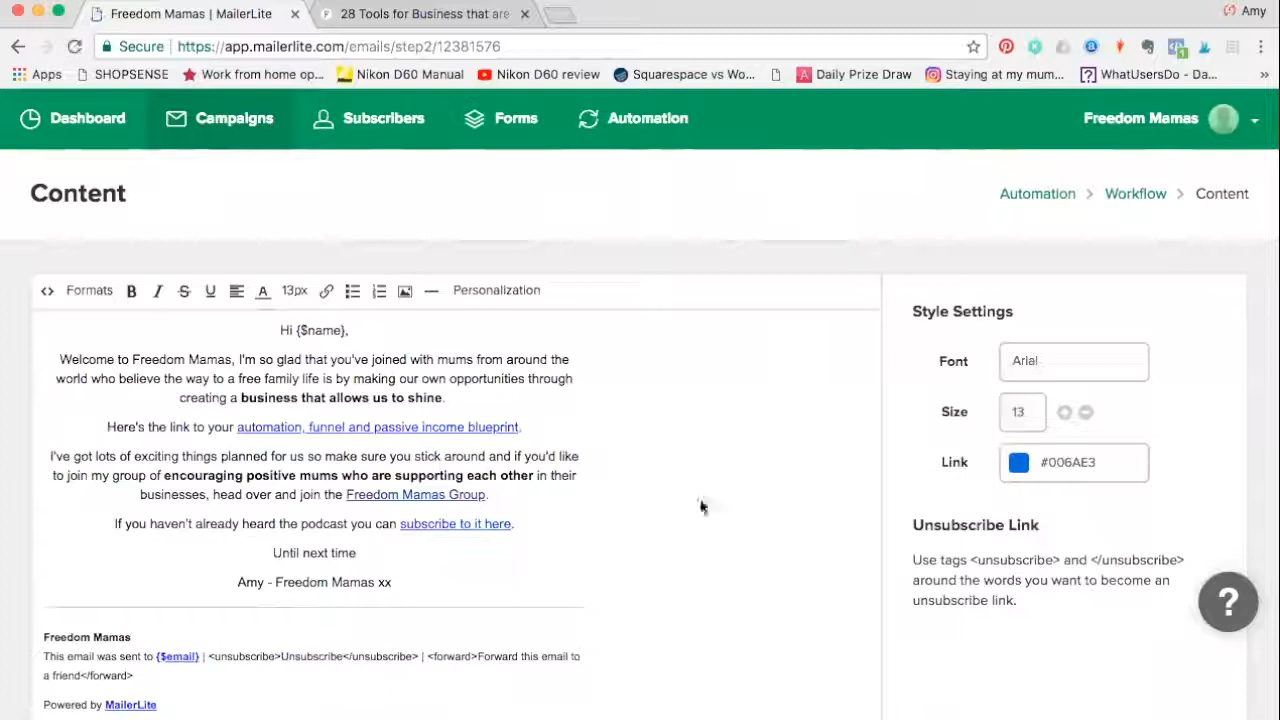 Freedom Mamas | MailerLite
28 Tools for Business that are
Amy
Secure
https://app.mailerlite.com/emails/step2/12381576
Apps SHOPSENSE Work from home op... Nikon D60 Manual Nikon D60 review Squarespace vs Wo... Daily Prize Draw Staying at my mum... WhatUsersDo - Da... »
Dashboard Campaigns Subscribers Forms Automation Freedom Mamas
Content
Automation > Workflow > Content
<> Formats B I S U A 13px Personalization
Hi {$name},
Welcome to Freedom Mamas, I'm so glad that you've joined with mums from around the
world who believe the way to a free family life is by making our own opportunities through
creating a business that allows us to shine.
Here's the link to your automation, funnel and passive income blueprint.
I've got lots of exciting things planned for us so make sure you stick around and if you'd like
to join my group of encouraging positive mums who are supporting each other in their
businesses, head over and join the Freedom Mamas Group.
If you haven't already heard the podcast you can subscribe to it here.
Until next time
Amy - Freedom Mamas xx
Freedom Mamas
This email was sent to {$email} | <unsubscribe>Unsubscribe</unsubscribe> | <forward>Forward this email to
a friend</forward>
Powered by MailerLite
Style Settings
Font Arial
Size 13
Link #006AE3
Unsubscribe Link
Use tags <unsubscribe> and </unsubscribe>
around the words you want to become an
unsubscribe link.
?